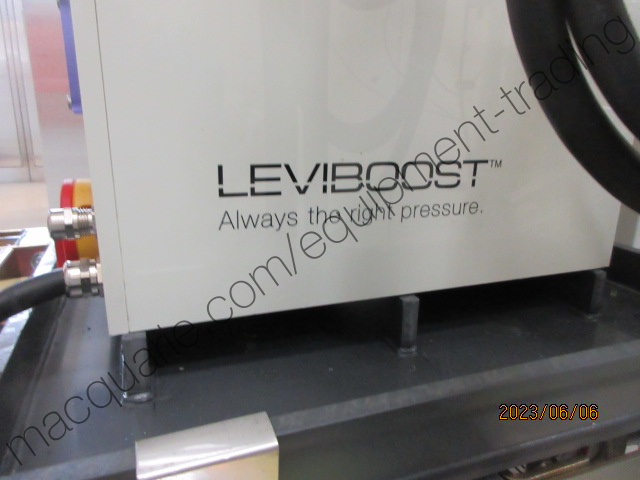 LEVIBOOST™
Always the right pressure.
macquarie.com/equipment-trading
2023/06/06